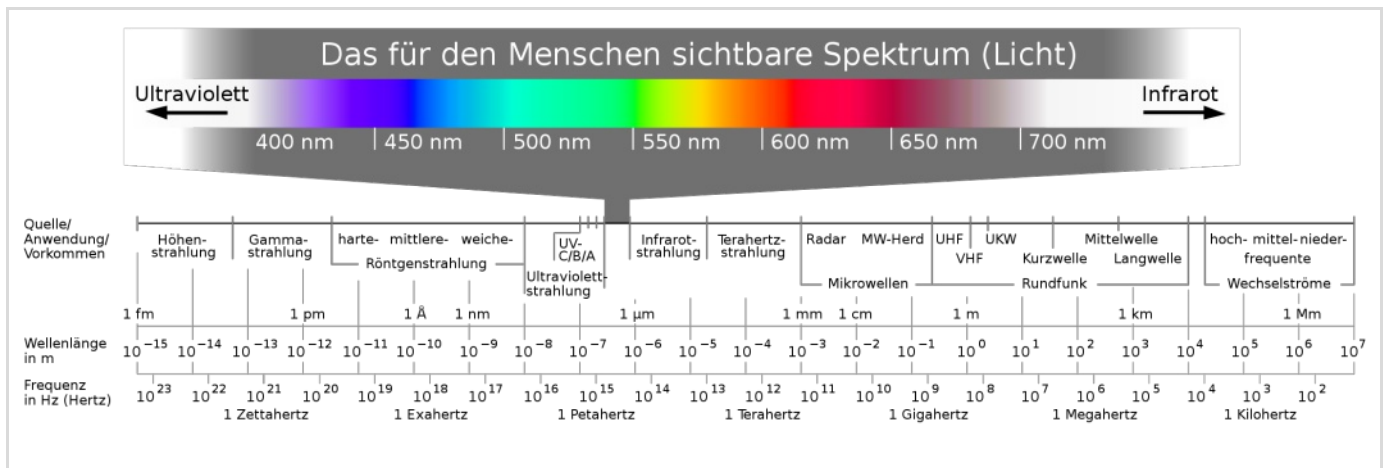 Das für den Menschen sichtbare Spektrum (Licht)
Ultraviolett
Infrarot
400 nm
450 nm
500 nm
550 nm
600 nm
650 nm
700 nm
Quelle/
Anwendung/
Vorkommen
Höhen-
strahlung
Gamma-
strahlung
harte- mittlere- weiche-
Röntgenstrahlung
UV-
C/B/A
Ultraviolett-
strahlung
Infrarot-
strahlung
Terahertz-
strahlung
Radar MW-Herd
Mikrowellen
UHF UKW Mittelwelle
VHF Kurzwelle Langwelle
Rundfunk
hoch- mittel- nieder-
frequente
Wechselströme
1 fm 1 pm 1 Å 1 nm 1 µm 1 mm 1 cm 1 m 1 km 1 Mm
Wellenlänge
in m
10⁻¹⁵ 10⁻¹⁴ 10⁻¹³ 10⁻¹² 10⁻¹¹ 10⁻¹⁰ 10⁻⁹ 10⁻⁸ 10⁻⁷ 10⁻⁶ 10⁻⁵ 10⁻⁴ 10⁻³ 10⁻² 10⁻¹ 10⁰ 10¹ 10² 10³ 10⁴ 10⁵ 10⁶ 10⁷
Frequenz
in Hz (Hertz)
10²³ 10²² 10²¹ 10²⁰ 10¹⁹ 10¹⁸ 10¹⁷ 10¹⁶ 10¹⁵ 10¹⁴ 10¹³ 10¹² 10¹¹ 10¹⁰ 10⁹ 10⁸ 10⁷ 10⁶ 10⁵ 10⁴ 10³ 10²
1 Zettahertz 1 Exahertz 1 Petahertz 1 Terahertz 1 Gigahertz 1 Megahertz 1 Kilohertz